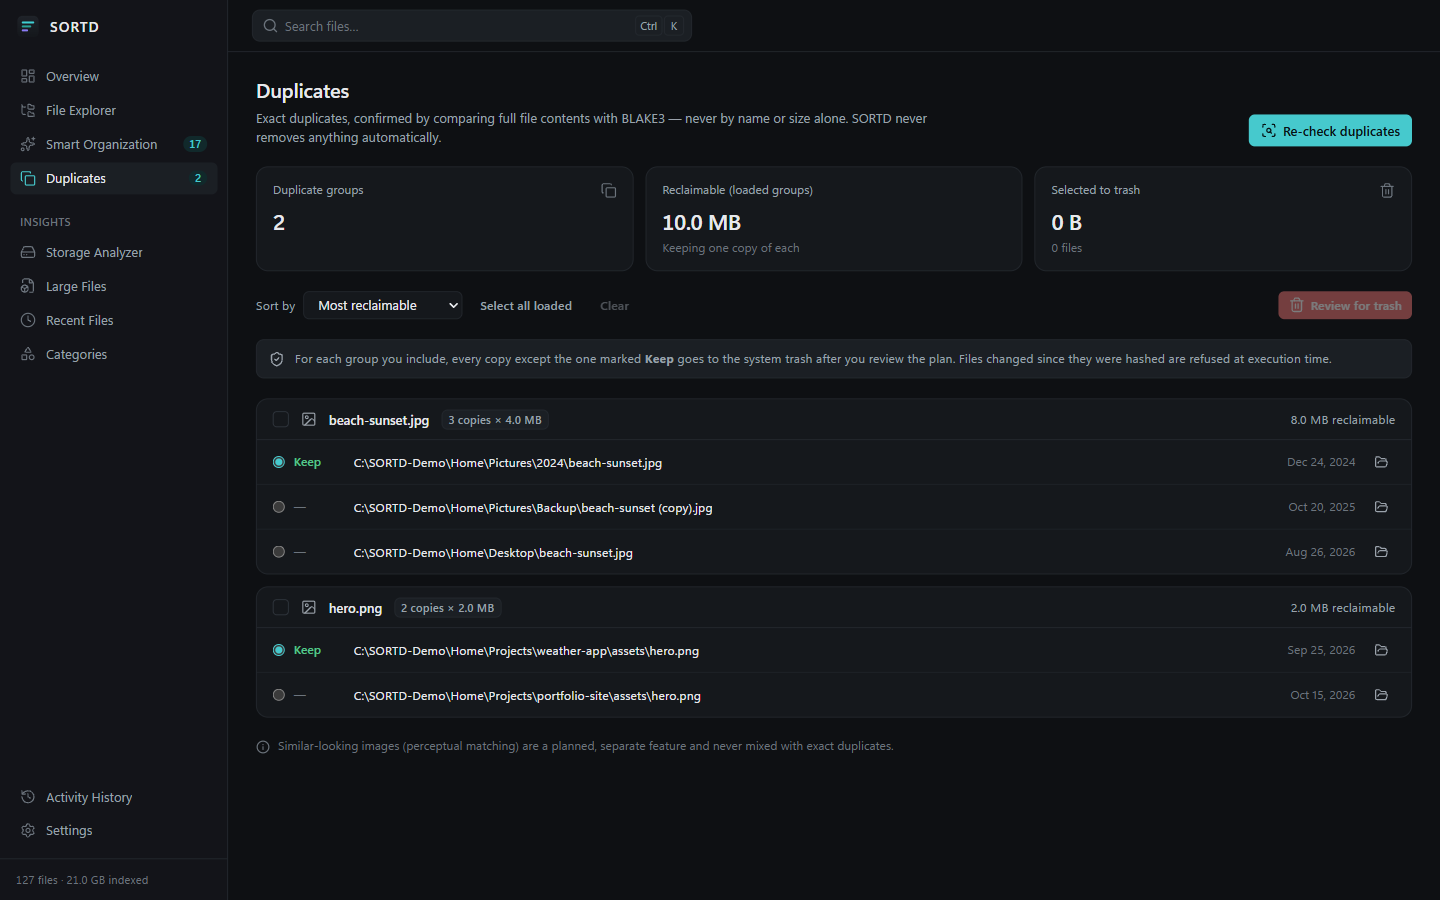 SORTD
Search files...
Ctrl K
Overview
File Explorer
Smart Organization 17
Duplicates 2
INSIGHTS
Storage Analyzer
Large Files
Recent Files
Categories
Activity History
Settings
127 files · 21.0 GB indexed
Duplicates
Exact duplicates, confirmed by comparing full file contents with BLAKE3 — never by name or size alone. SORTD never
removes anything automatically.
Re-check duplicates
Duplicate groups
2
Reclaimable (loaded groups)
10.0 MB
Keeping one copy of each
Selected to trash
0 B
0 files
Sort by Most reclaimable Select all loaded Clear
Review for trash
For each group you include, every copy except the one marked Keep goes to the system trash after you review the plan. Files changed since they were hashed are refused at execution time.
beach-sunset.jpg 3 copies × 4.0 MB 8.0 MB reclaimable
Keep C:\SORTD-Demo\Home\Pictures\2024\beach-sunset.jpg Dec 24, 2024
— C:\SORTD-Demo\Home\Pictures\Backup\beach-sunset (copy).jpg Oct 20, 2025
— C:\SORTD-Demo\Home\Desktop\beach-sunset.jpg Aug 26, 2026
hero.png 2 copies × 2.0 MB 2.0 MB reclaimable
Keep C:\SORTD-Demo\Home\Projects\weather-app\assets\hero.png Sep 25, 2026
— C:\SORTD-Demo\Home\Projects\portfolio-site\assets\hero.png Oct 15, 2026
Similar-looking images (perceptual matching) are a planned, separate feature and never mixed with exact duplicates.